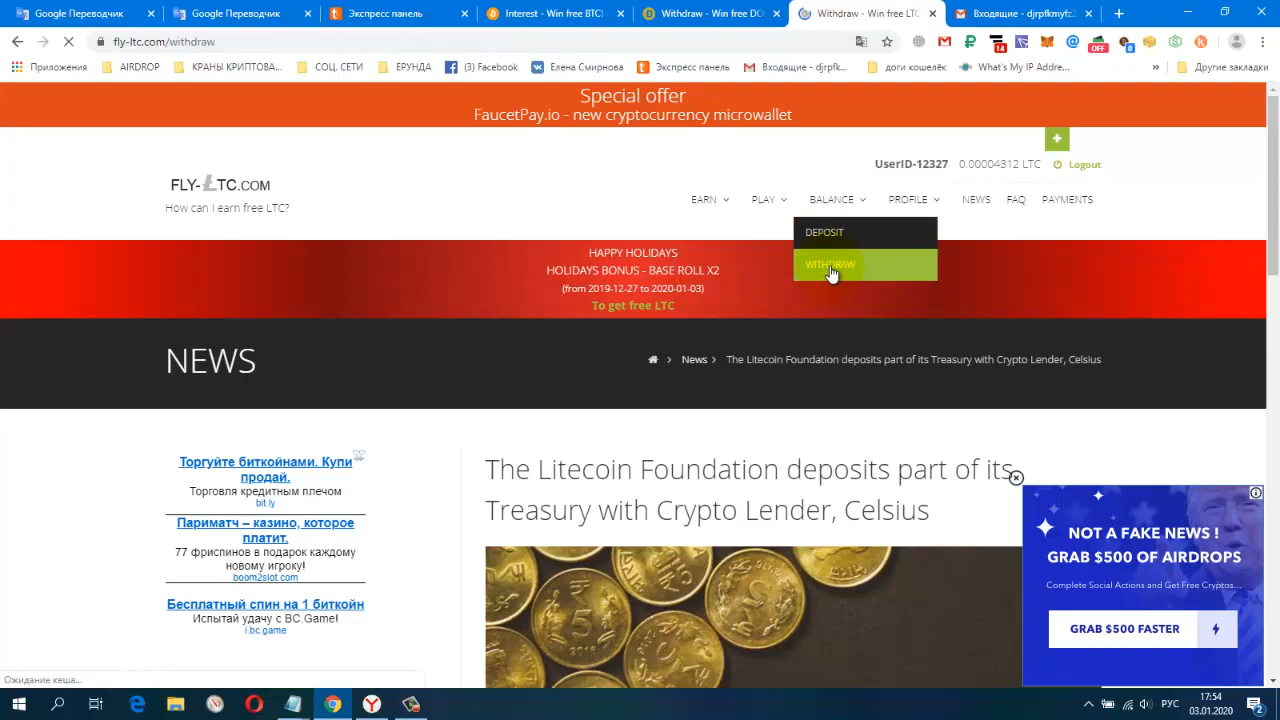 Google Переводчик
Google Переводчик
Экспресс панель
Interest - Win free BTC!
Withdraw - Win free DO
Withdraw - Win free LTC
Входящие - djrpfkmyfz
fly-ltc.com/withdraw
14
OFF
0
Приложения
AIRDROP
КРАНЫ КРИПТОВА...
СОЦ. СЕТИ
ЕРУНДА
(3) Facebook
Елена Смирнова
Экспресс панель
Входящие - djrpfk...
доги кошелёк
What's My IP Addre...
»
Другие закладки
Special offer
FaucetPay.io - new cryptocurrency microwallet
UserID-12327
0.00004312 LTC
Logout
FLY-LTC.COM
How can I earn free LTC?
EARN
PLAY
BALANCE
PROFILE
NEWS
FAQ
PAYMENTS
DEPOSIT
WITHDRAW
HAPPY HOLIDAYS
HOLIDAYS BONUS - BASE ROLL X2
(from 2019-12-27 to 2020-01-03)
To get free LTC
NEWS
News
The Litecoin Foundation deposits part of its Treasury with Crypto Lender, Celsius
Торгуйте биткойнами. Купи
продай.
Торговля кредитным плечом
bit.ly
Париматч – казино, которое
платит.
77 фриспинов в подарок каждому
новому игроку!
boom2slot.com
Бесплатный спин на 1 биткойн
Испытай удачу с BC.Game!
i.bc.game
The Litecoin Foundation deposits part of its
Treasury with Crypto Lender, Celsius
5
NOT A FAKE NEWS !
GRAB $500 OF AIRDROPS
Complete Social Actions and Get Free Cryptos...
GRAB $500 FASTER
Ожидание кеша...
РУС
17:54
03.01.2020
2